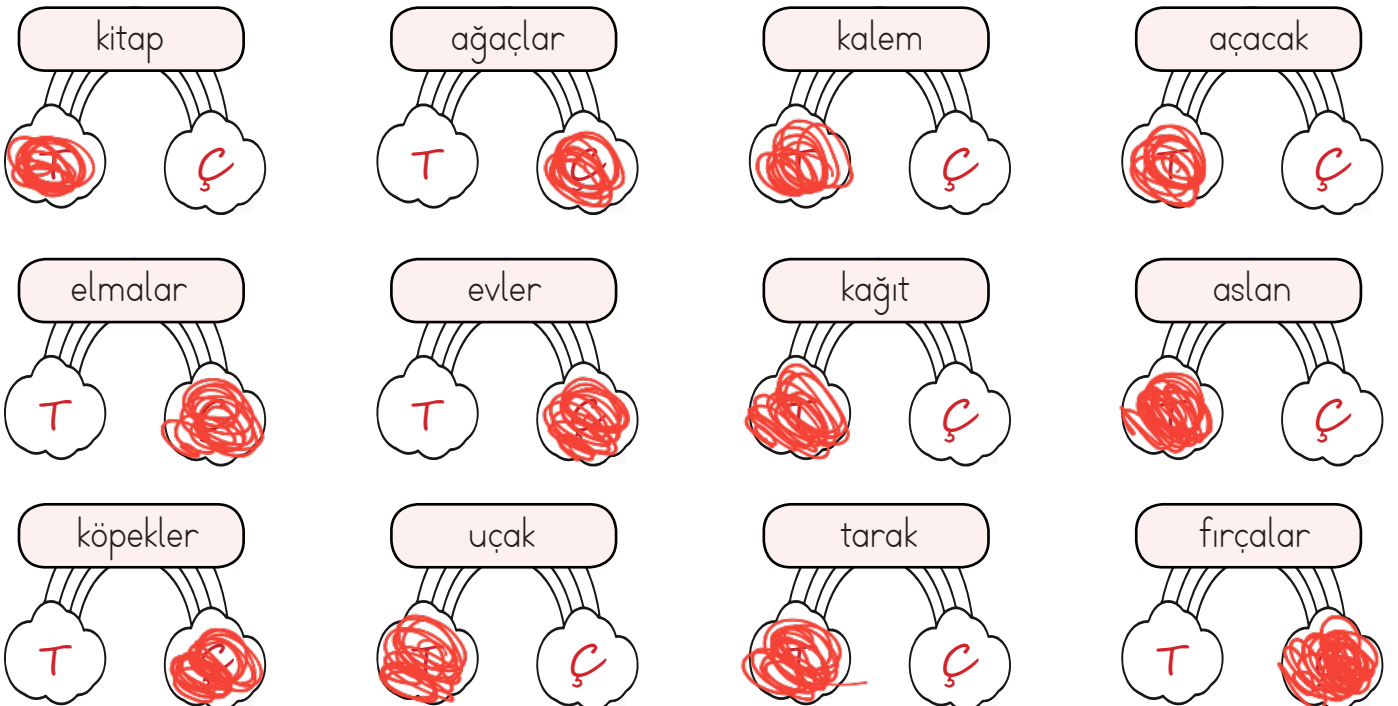 kitap ağaçlar kalem açacak
T Ç T Ç T Ç T Ç
elmalar evler kağıt aslan
T Ç T Ç T Ç T Ç
köpekler uçak tarak fırçalar
T Ç T Ç T Ç T